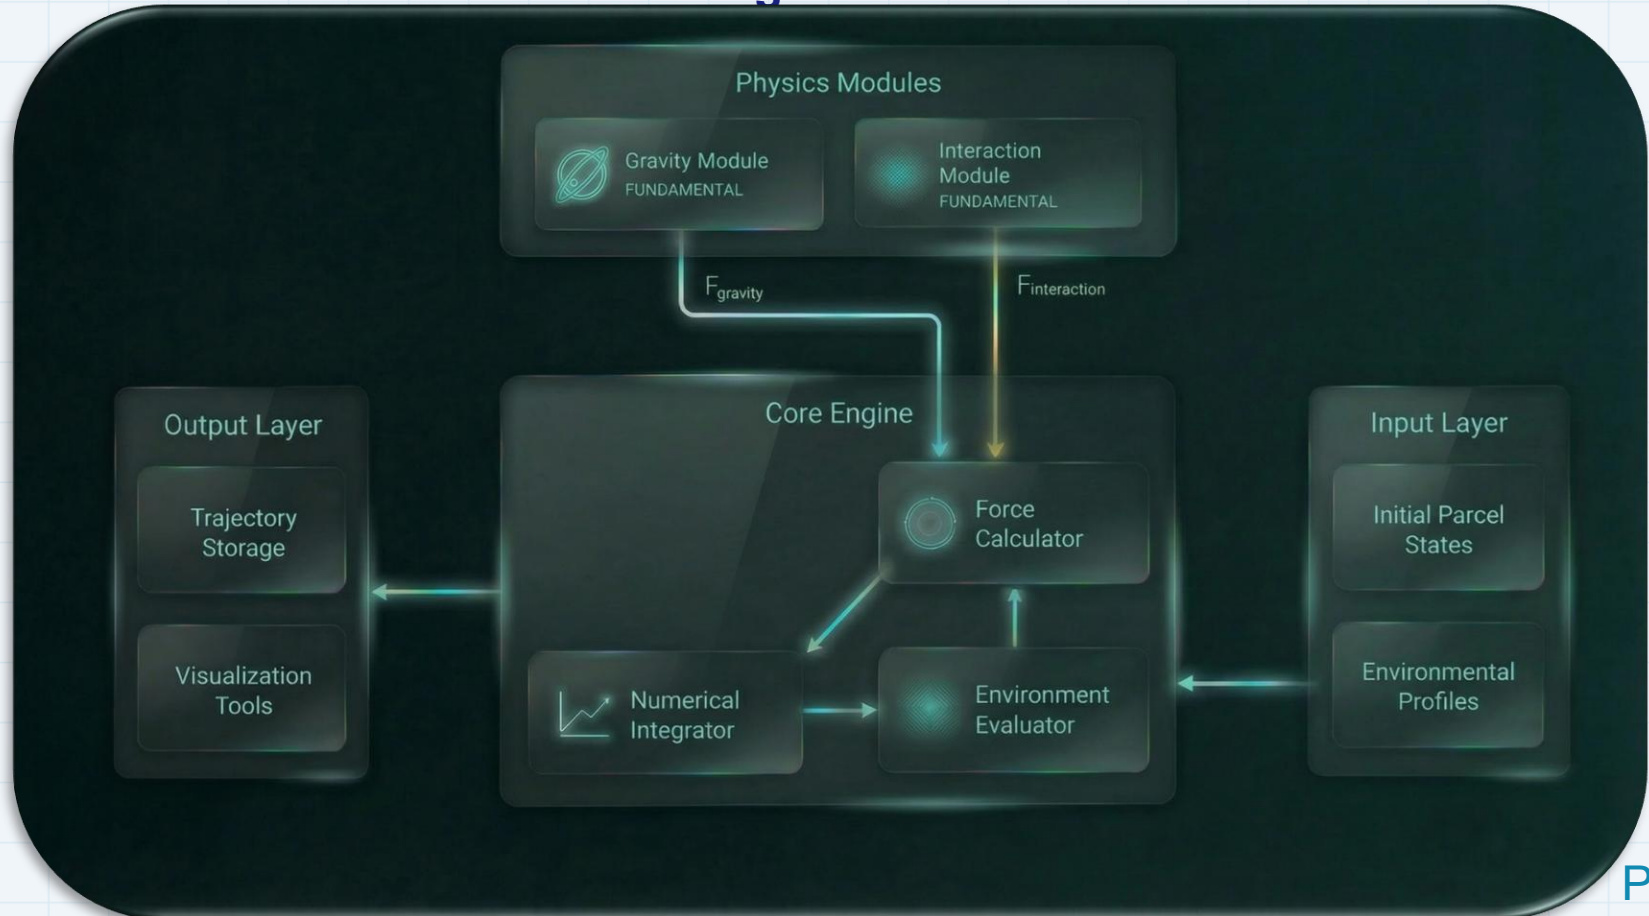 Physics Modules
Gravity Module
FUNDAMENTAL
Interaction
Module
FUNDAMENTAL
Fgravity
Finteraction
Output Layer
Trajectory
Storage
Visualization
Tools
Core Engine
Force
Calculator
Numerical
Integrator
Environment
Evaluator
Input Layer
Initial Parcel
States
Environmental
Profiles
P